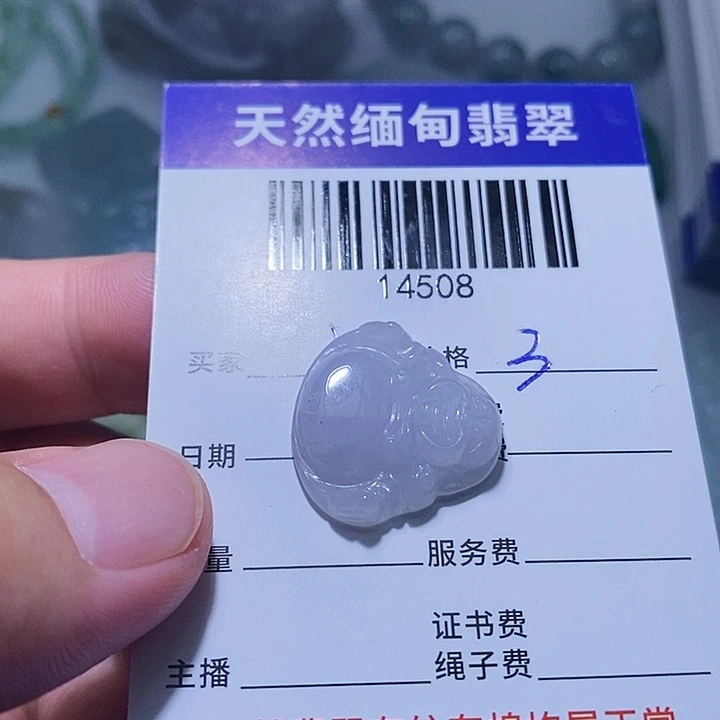 天然缅甸翡翠
14508
买家 格 3
日期 费
量 服务费
证书费
主播 绳子费